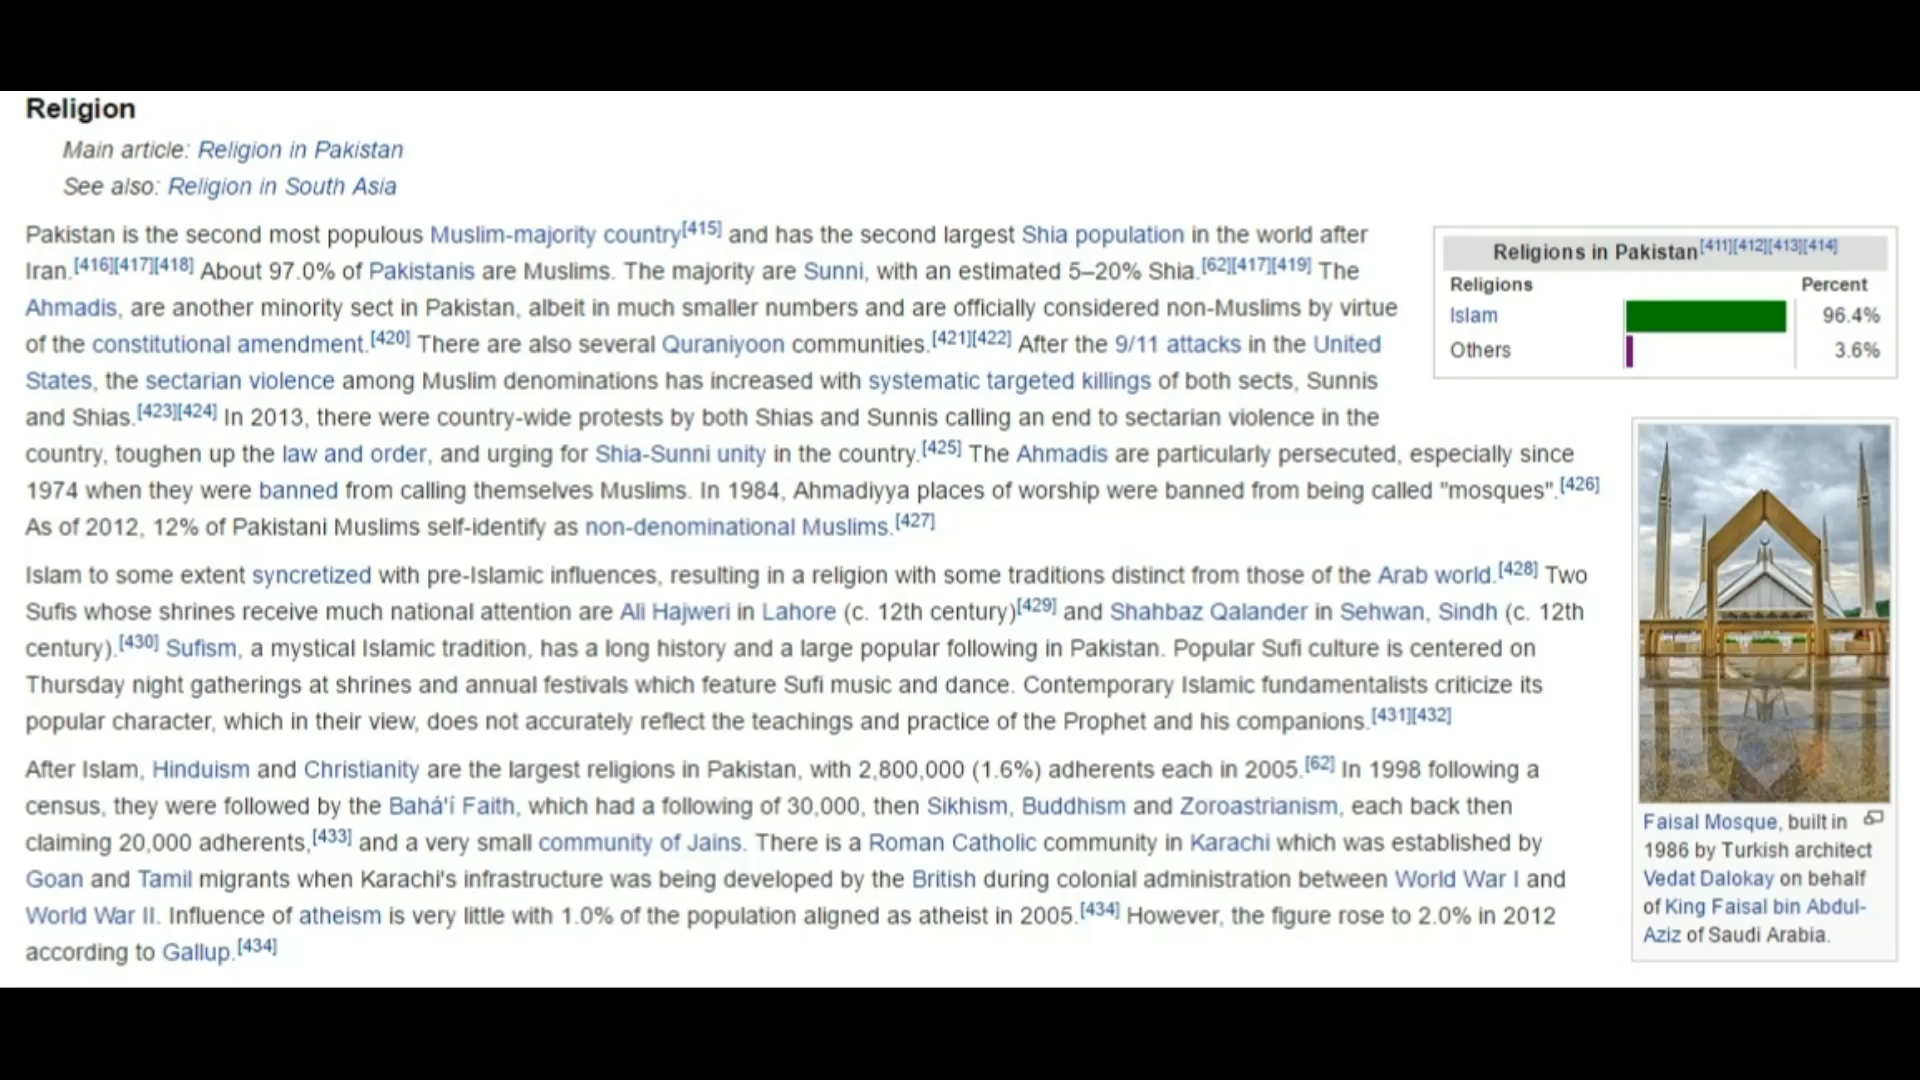 Religion
Main article: Religion in Pakistan
See also: Religion in South Asia
Pakistan is the second most populous Muslim-majority country[415] and has the second largest Shia population in the world after
Iran.[416][417][418] About 97.0% of Pakistanis are Muslims. The majority are Sunni, with an estimated 5–20% Shia.[62][417][419] The
Ahmadis, are another minority sect in Pakistan, albeit in much smaller numbers and are officially considered non-Muslims by virtue
of the constitutional amendment.[420] There are also several Quraniyoon communities.[421][422] After the 9/11 attacks in the United
States, the sectarian violence among Muslim denominations has increased with systematic targeted killings of both sects, Sunnis
and Shias.[423][424] In 2013, there were country-wide protests by both Shias and Sunnis calling an end to sectarian violence in the
country, toughen up the law and order, and urging for Shia-Sunni unity in the country.[425] The Ahmadis are particularly persecuted, especially since
1974 when they were banned from calling themselves Muslims. In 1984, Ahmadiyya places of worship were banned from being called "mosques".[426]
As of 2012, 12% of Pakistani Muslims self-identify as non-denominational Muslims.[427]
Islam to some extent syncretized with pre-Islamic influences, resulting in a religion with some traditions distinct from those of the Arab world.[428] Two
Sufis whose shrines receive much national attention are Ali Hajweri in Lahore (c. 12th century)[429] and Shahbaz Qalander in Sehwan, Sindh (c. 12th
century).[430] Sufism, a mystical Islamic tradition, has a long history and a large popular following in Pakistan. Popular Sufi culture is centered on
Thursday night gatherings at shrines and annual festivals which feature Sufi music and dance. Contemporary Islamic fundamentalists criticize its
popular character, which in their view, does not accurately reflect the teachings and practice of the Prophet and his companions.[431][432]
After Islam, Hinduism and Christianity are the largest religions in Pakistan, with 2,800,000 (1.6%) adherents each in 2005.[62] In 1998 following a
census, they were followed by the Bahá'í Faith, which had a following of 30,000, then Sikhism, Buddhism and Zoroastrianism, each back then
claiming 20,000 adherents,[433] and a very small community of Jains. There is a Roman Catholic community in Karachi which was established by
Goan and Tamil migrants when Karachi's infrastructure was being developed by the British during colonial administration between World War I and
World War II. Influence of atheism is very little with 1.0% of the population aligned as atheist in 2005.[434] However, the figure rose to 2.0% in 2012
according to Gallup.[434]
Religions in Pakistan[411][412][413][414]
Religions Percent
Islam 96.4%
Others 3.6%
Faisal Mosque, built in
1986 by Turkish architect
Vedat Dalokay on behalf
of King Faisal bin Abdul-
Aziz of Saudi Arabia.